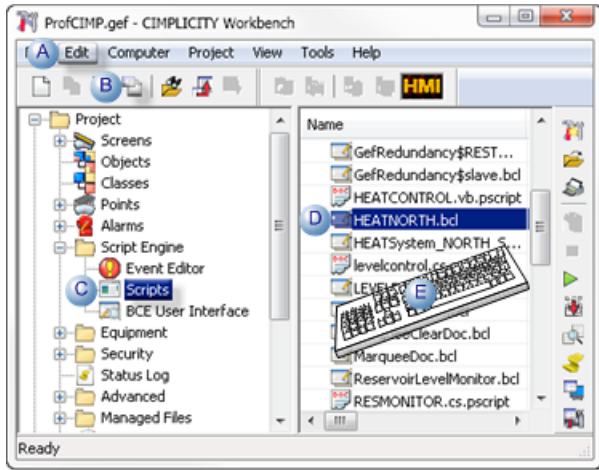 ProfCIMP.gef - CIMPLICITY Workbench
A Edit Computer Project View Tools Help
B
HMI
Project
Screens
Objects
Classes
Points
Alarms
Script Engine
Event Editor
C Scripts
BCE User Interface
Equipment
Security
Status Log
Advanced
Managed Files
Name
GefRedundancy$REST...
GefRedundancy$slave.bcl
HEATCONTROL.vb.pscript
D HEATNORTH.bcl
HEATSystem_NORTH_S...
levelcontrol.cs
E
MarqueeDoc.bcl
ReservoirLevelMonitor.bcl
RESMONITOR.cs.pscript
Ready